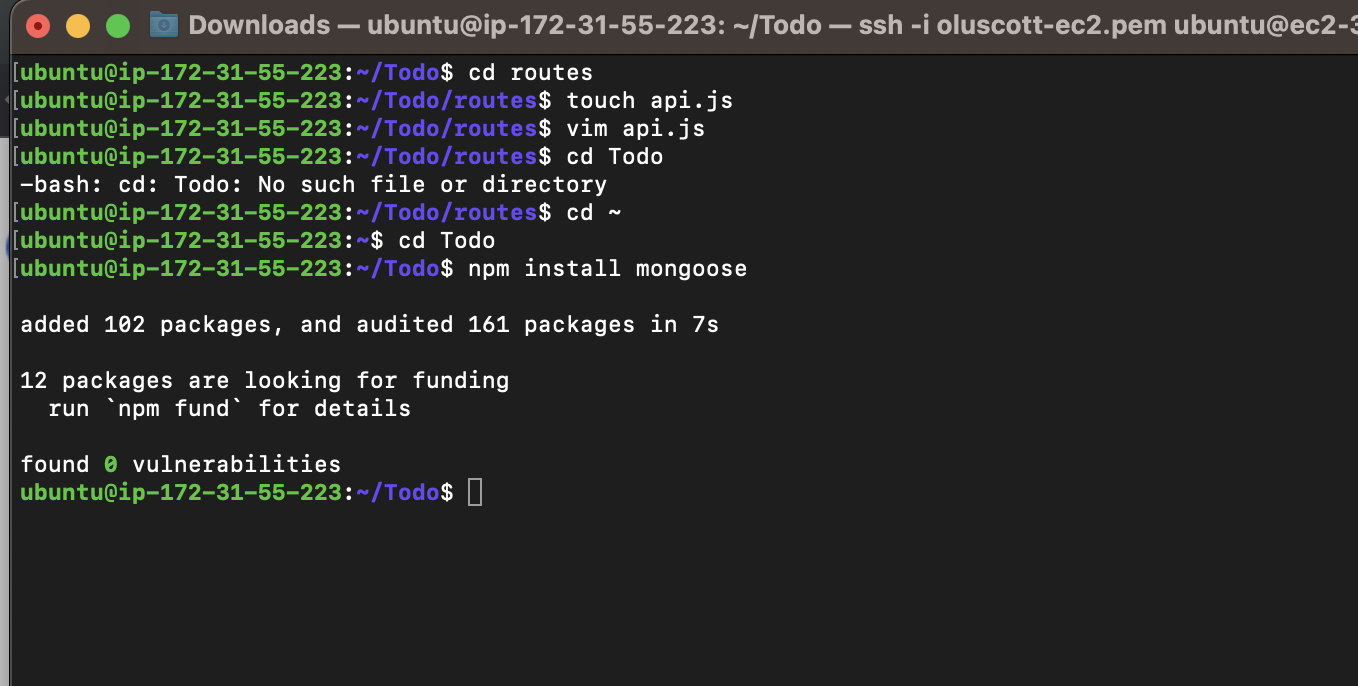 Downloads — ubuntu@ip-172-31-55-223: ~/Todo — ssh -i oluscott-ec2.pem ubuntu@ec2-3
[ubuntu@ip-172-31-55-223:~/Todo$ cd routes
[ubuntu@ip-172-31-55-223:~/Todo/routes$ touch api.js
[ubuntu@ip-172-31-55-223:~/Todo/routes$ vim api.js
[ubuntu@ip-172-31-55-223:~/Todo/routes$ cd Todo
-bash: cd: Todo: No such file or directory
[ubuntu@ip-172-31-55-223:~/Todo/routes$ cd ~
[ubuntu@ip-172-31-55-223:~$ cd Todo
[ubuntu@ip-172-31-55-223:~/Todo$ npm install mongoose
added 102 packages, and audited 161 packages in 7s
12 packages are looking for funding
  run `npm fund` for details
found 0 vulnerabilities
ubuntu@ip-172-31-55-223:~/Todo$